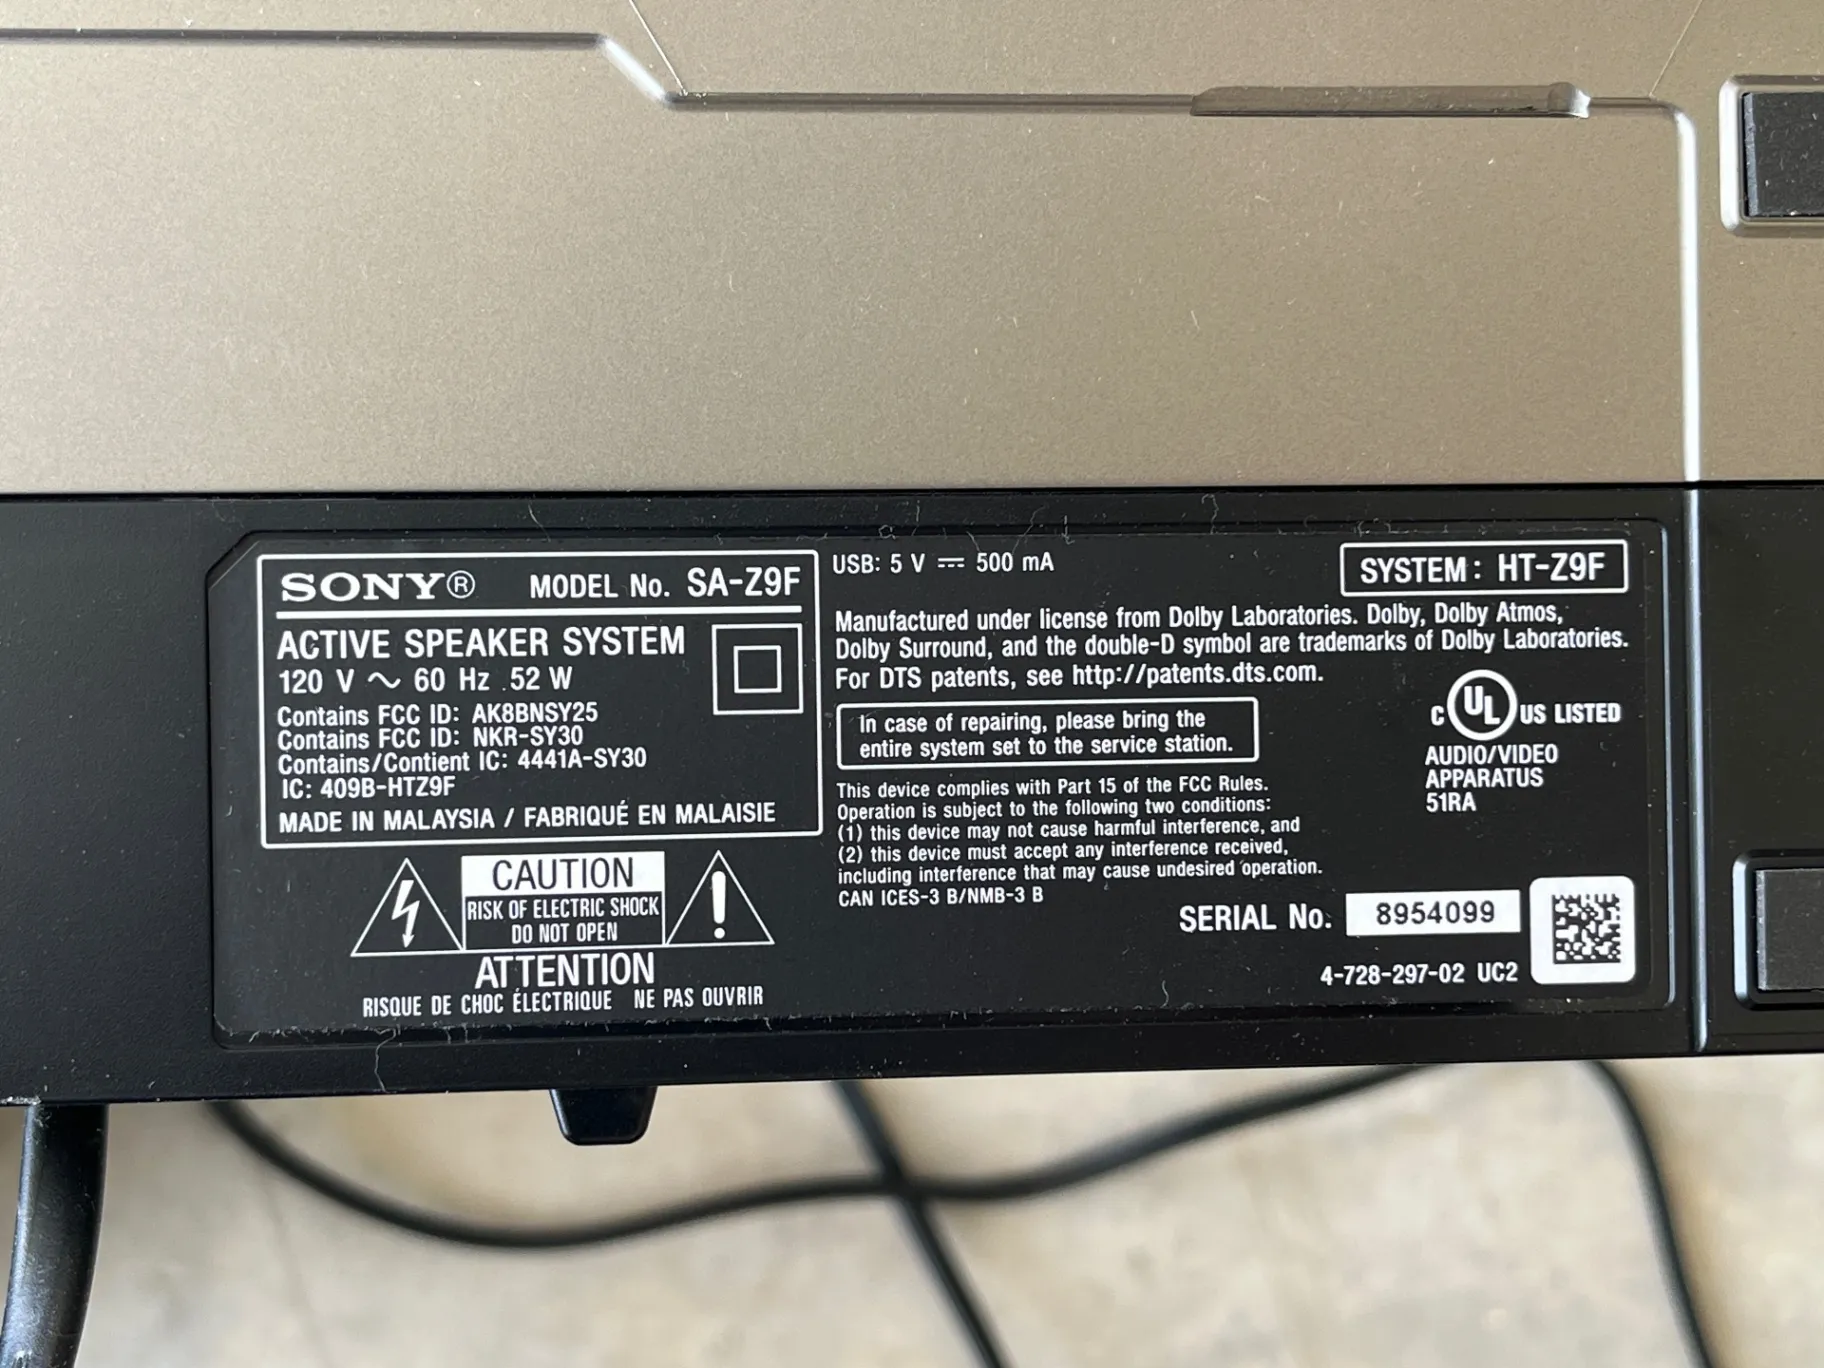 SONY® MODEL No. SA-Z9F
ACTIVE SPEAKER SYSTEM
120 V ~ 60 Hz 52 W
Contains FCC ID: AK8BNSY25
Contains FCC ID: NKR-SY30
Contains/Contient IC: 4441A-SY30
IC: 409B-HTZ9F
MADE IN MALAYSIA / FABRIQUÉ EN MALAISIE
CAUTION
RISK OF ELECTRIC SHOCK
DO NOT OPEN
ATTENTION
RISQUE DE CHOC ÉLECTRIQUE NE PAS OUVRIR
USB: 5 V ⎓ 500 mA
SYSTEM: HT-Z9F
Manufactured under license from Dolby Laboratories. Dolby, Dolby Atmos,
Dolby Surround, and the double-D symbol are trademarks of Dolby Laboratories.
For DTS patents, see http://patents.dts.com.
In case of repairing, please bring the
entire system set to the service station.
C UL US LISTED
AUDIO/VIDEO
APPARATUS
51RA
This device complies with Part 15 of the FCC Rules.
Operation is subject to the following two conditions:
(1) this device may not cause harmful interference, and
(2) this device must accept any interference received,
including interference that may cause undesired operation.
CAN ICES-3 B/NMB-3 B
SERIAL No. 8954099
4-728-297-02 UC2